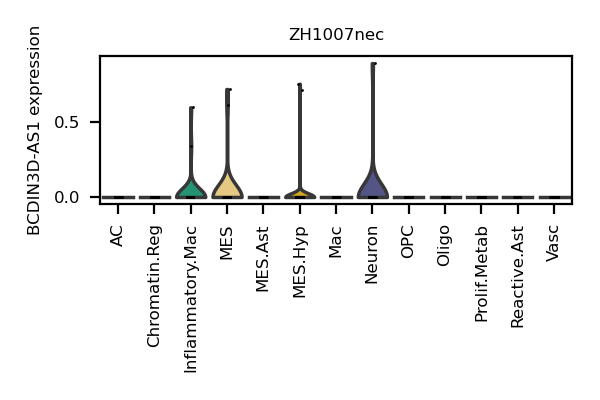 ZH1007nec
BCDIN3D-AS1 expression
0.5
0.0
AC
Chromatin.Reg
Inflammatory.Mac
MES
MES.Ast
MES.Hyp
Mac
Neuron
OPC
Oligo
Prolif.Metab
Reactive.Ast
Vasc